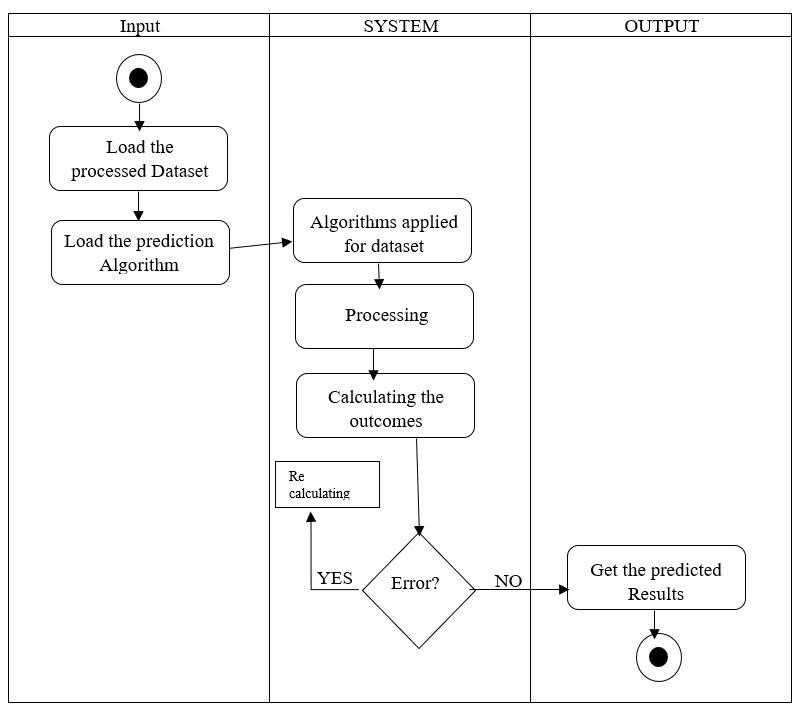 Input
SYSTEM
OUTPUT
Load the
processed Dataset
Load the prediction
Algorithm
Algorithms applied
for dataset
Processing
Calculating the
outcomes
Re
calculating
YES
Error?
NO
Get the predicted
Results